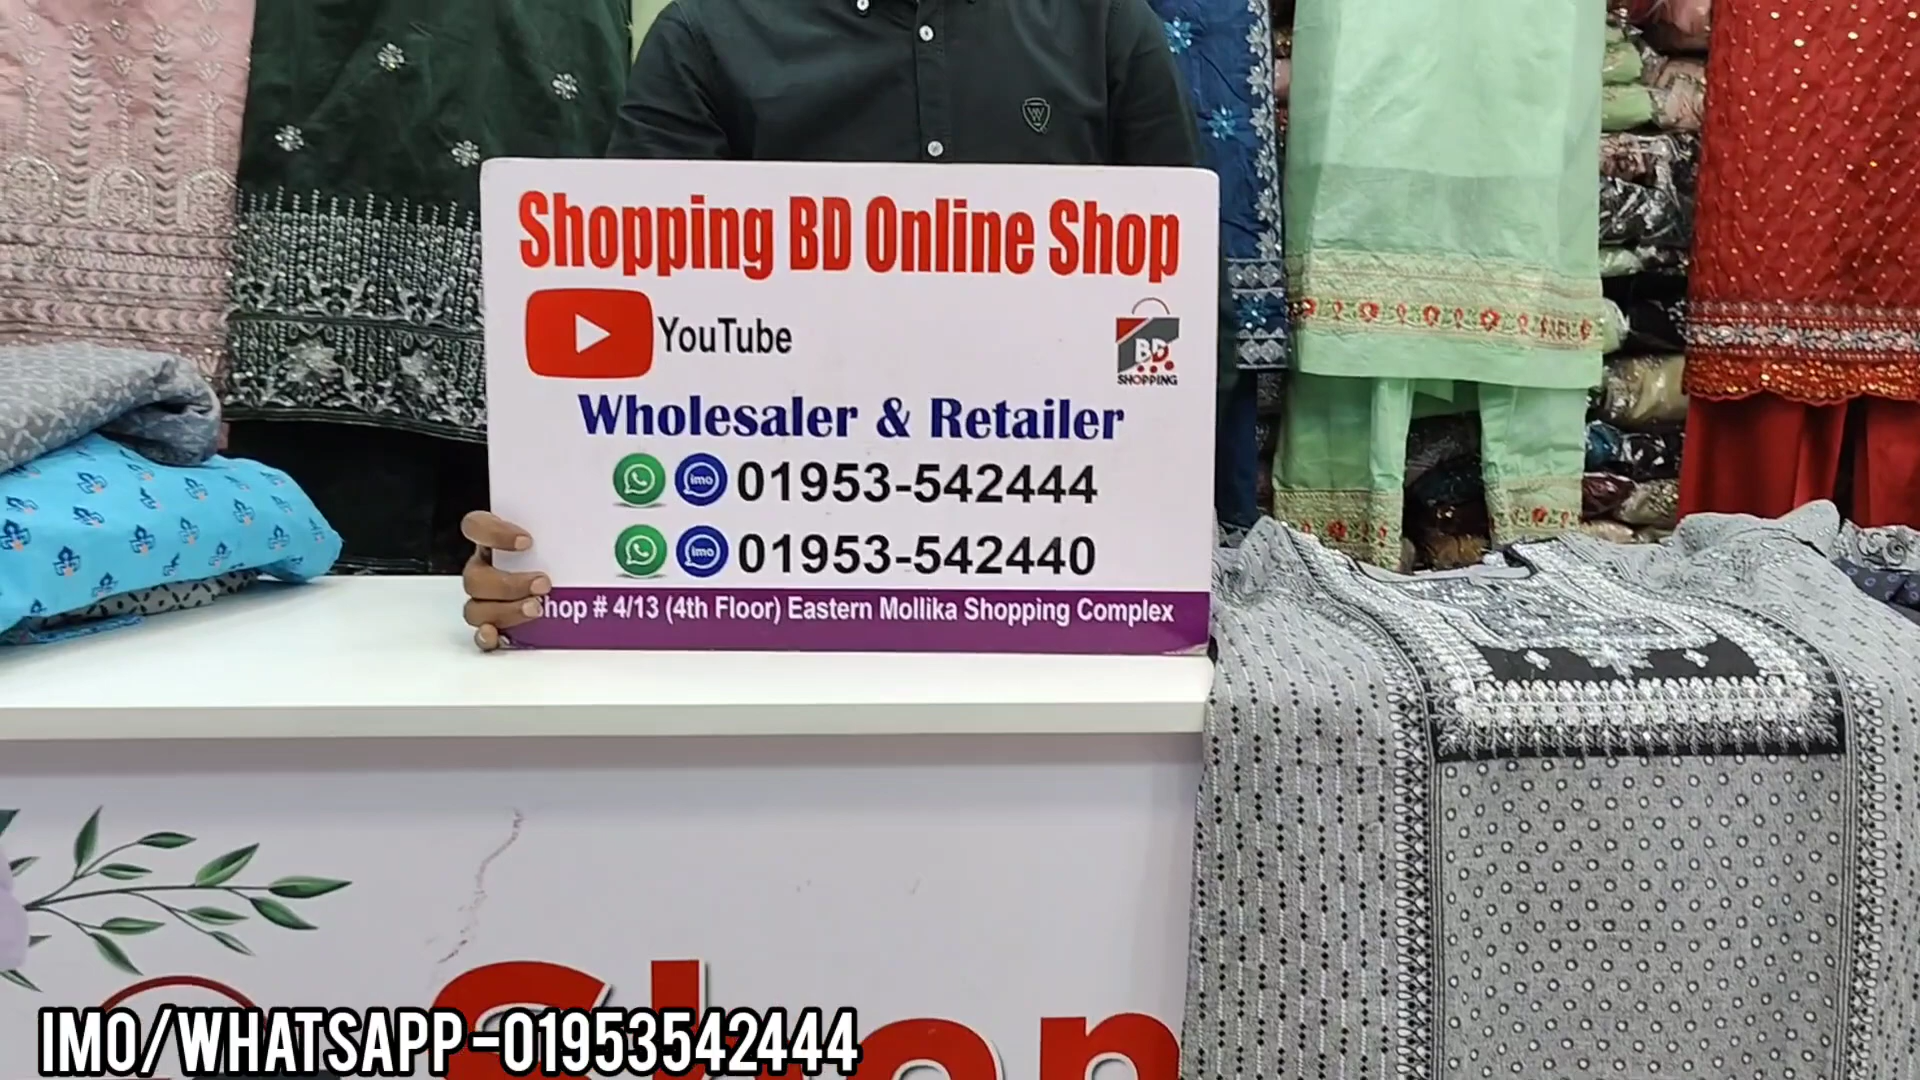 Shopping BD Online Shop
YouTube
BD
SHOPPING
Wholesaler & Retailer
imo 01953-542444
imo 01953-542440
Shop # 4/13 (4th Floor) Eastern Mollika Shopping Complex
IMO/WHATSAPP-01953542444